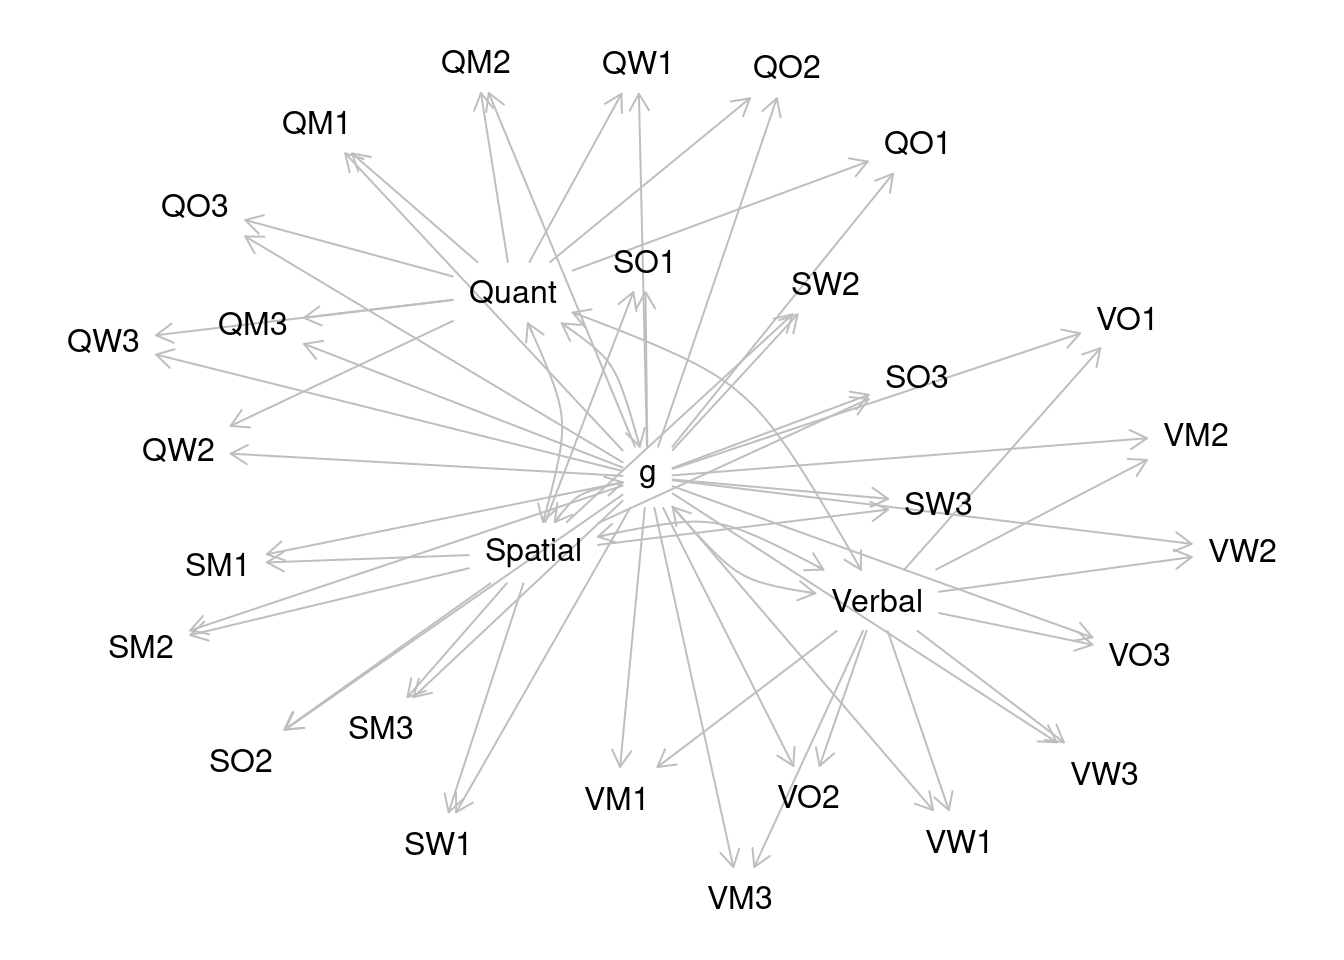 QM2
QW1
QO2
QM1
QO1
QO3
SO1
SW2
Quant
QM3
VO1
QW3
SO3
VM2
QW2
g
SW3
Spatial
VW2
SM1
Verbal
SM2
VO3
SM3
SO2
VW3
VM1
VO2
SW1
VW1
VM3